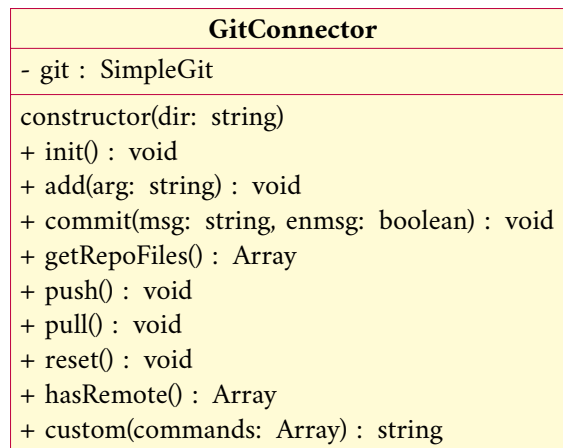 GitConnector
- git : SimpleGit
constructor(dir: string)
+ init() : void
+ add(arg: string) : void
+ commit(msg: string, enmsg: boolean) : void
+ getRepoFiles() : Array
+ push() : void
+ pull() : void
+ reset() : void
+ hasRemote() : Array
+ custom(commands: Array) : string